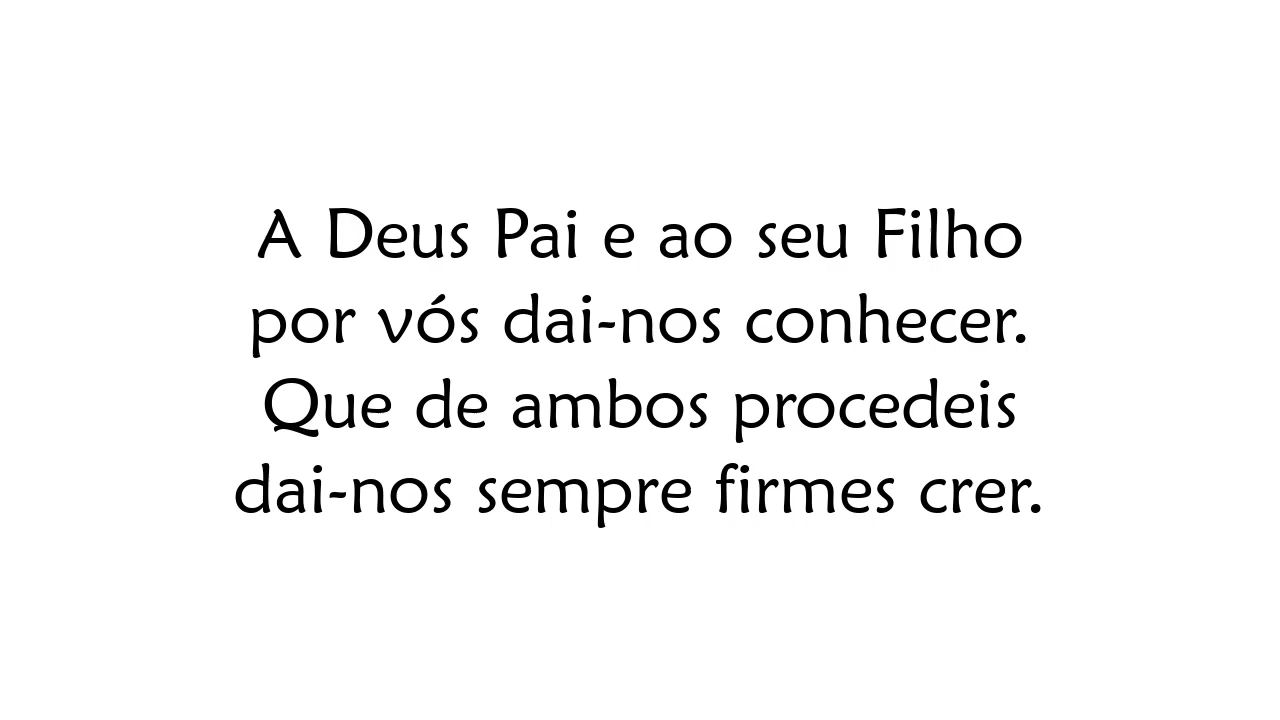 A Deus Pai e ao seu Filho
por vós dai-nos conhecer.
Que de ambos procedeis
dai-nos sempre firmes crer.